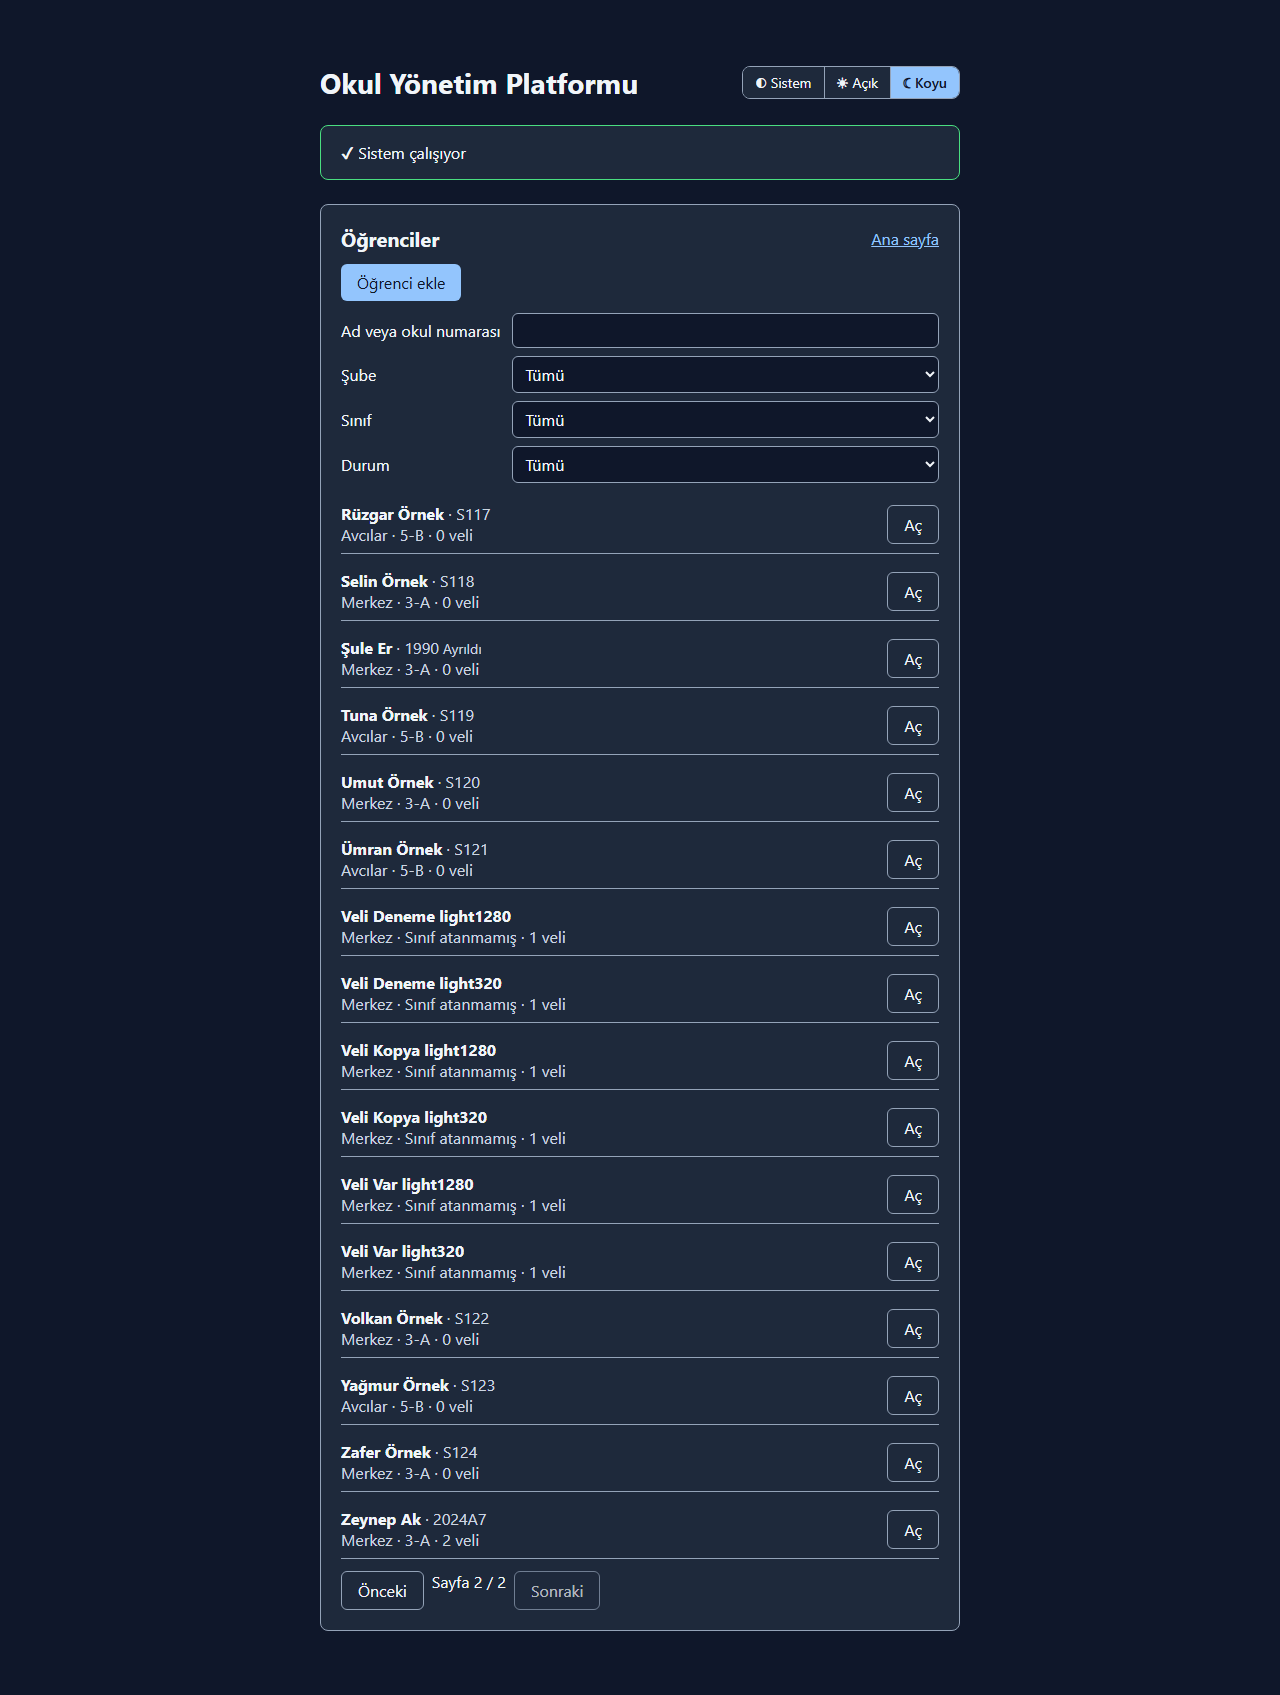 Okul Yönetim Platformu
◐ Sistem
☀ Açık
☾ Koyu
✔ Sistem çalışıyor
Öğrenciler
Ana sayfa
Öğrenci ekle
Ad veya okul numarası
Şube
Tümü
Sınıf
Tümü
Durum
Tümü
Rüzgar Örnek · S117
Avcılar · 5-B · 0 veli
Aç
Selin Örnek · S118
Merkez · 3-A · 0 veli
Aç
Şule Er · 1990 Ayrıldı
Merkez · 3-A · 0 veli
Aç
Tuna Örnek · S119
Avcılar · 5-B · 0 veli
Aç
Umut Örnek · S120
Merkez · 3-A · 0 veli
Aç
Ümran Örnek · S121
Avcılar · 5-B · 0 veli
Aç
Veli Deneme light1280
Merkez · Sınıf atanmamış · 1 veli
Aç
Veli Deneme light320
Merkez · Sınıf atanmamış · 1 veli
Aç
Veli Kopya light1280
Merkez · Sınıf atanmamış · 1 veli
Aç
Veli Kopya light320
Merkez · Sınıf atanmamış · 1 veli
Aç
Veli Var light1280
Merkez · Sınıf atanmamış · 1 veli
Aç
Veli Var light320
Merkez · Sınıf atanmamış · 1 veli
Aç
Volkan Örnek · S122
Merkez · 3-A · 0 veli
Aç
Yağmur Örnek · S123
Avcılar · 5-B · 0 veli
Aç
Zafer Örnek · S124
Merkez · 3-A · 0 veli
Aç
Zeynep Ak · 2024A7
Merkez · 3-A · 2 veli
Aç
Önceki
Sayfa 2 / 2
Sonraki